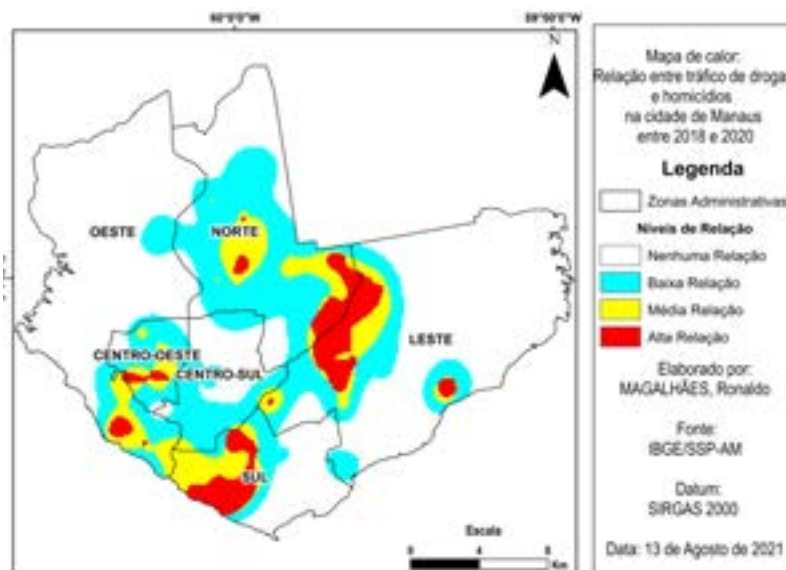 60°0'0"W
59°50'0"W
N
OESTE
NORTE
LESTE
CENTRO-OESTE
CENTRO-SUL
SUL
Escala
0 4 8
Km
Mapa de calor:
Relação entre tráfico de droga
e homicídios
na cidade de Manaus
entre 2018 e 2020
Legenda
Zonas Administrativas
Níveis de Relação
Nenhuma Relação
Baixa Relação
Média Relação
Alta Relação
Elaborado por:
MAGALHÃES, Ronaldo
Fonte:
IBGE/SSP-AM
Datum:
SIRGAS 2000
Data: 13 de Agosto de 2021